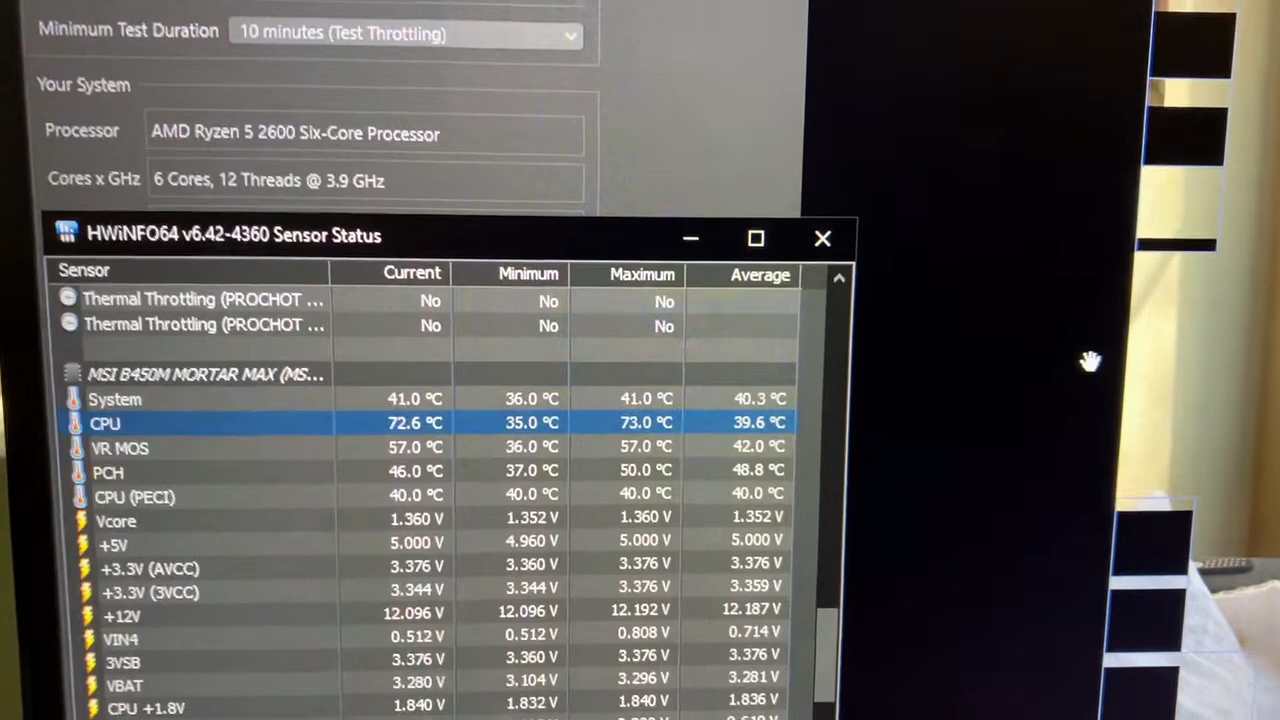 Minimum Test Duration 10 minutes (Test Throttling)
Your System
Processor AMD Ryzen 5 2600 Six-Core Processor
Cores x GHz 6 Cores, 12 Threads @ 3.9 GHz
HWiNFO64 v6.42-4360 Sensor Status
Sensor Current Minimum Maximum Average
Thermal Throttling (PROCHOT ... No No No
Thermal Throttling (PROCHOT ... No No No
MSI B450M MORTAR MAX (MS...
System 41.0 °C 36.0 °C 41.0 °C 40.3 °C
CPU 72.6 °C 35.0 °C 73.0 °C 39.6 °C
VR MOS 57.0 °C 36.0 °C 57.0 °C 42.0 °C
PCH 46.0 °C 37.0 °C 50.0 °C 48.8 °C
CPU (PECI) 40.0 °C 40.0 °C 40.0 °C 40.0 °C
Vcore 1.360 V 1.352 V 1.360 V 1.352 V
+5V 5.000 V 4.960 V 5.000 V 5.000 V
+3.3V (AVCC) 3.376 V 3.360 V 3.376 V 3.376 V
+3.3V (3VCC) 3.344 V 3.344 V 3.376 V 3.359 V
+12V 12.096 V 12.096 V 12.192 V 12.187 V
VIN4 0.512 V 0.512 V 0.808 V 0.714 V
3VSB 3.376 V 3.360 V 3.376 V 3.376 V
VBAT 3.280 V 3.104 V 3.296 V 3.281 V
CPU +1.8V 1.840 V 1.832 V 1.840 V 1.836 V